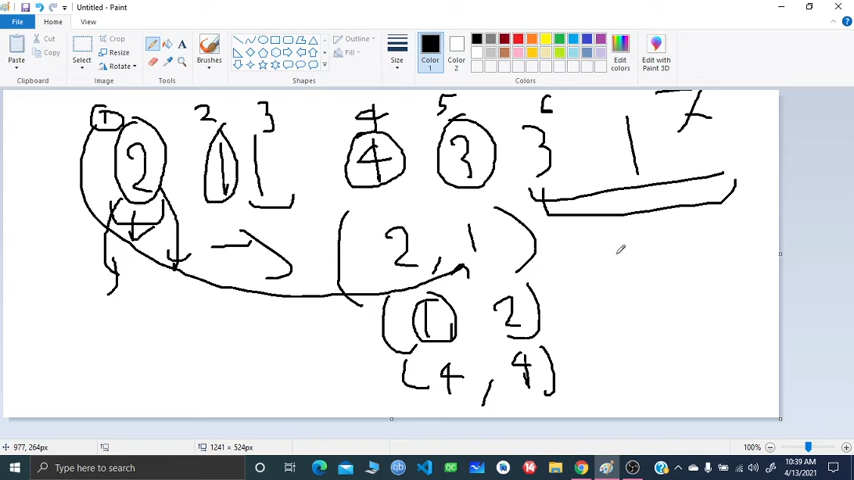 Untitled - Paint
File Home View
Paste Cut Copy Select Crop Resize Rotate Brushes Outline Fill Size Color 1 Color 2 Edit colors Edit with Paint 3D
Clipboard Image Tools Shapes Colors
1 2 3 4 5 6 7
2 1 1 4 3 3 1
(2, 1)
(1 2)
(4, 4)
977, 264px 1241 × 524px 100%
Type here to search 14 10:39 AM
4/13/2021